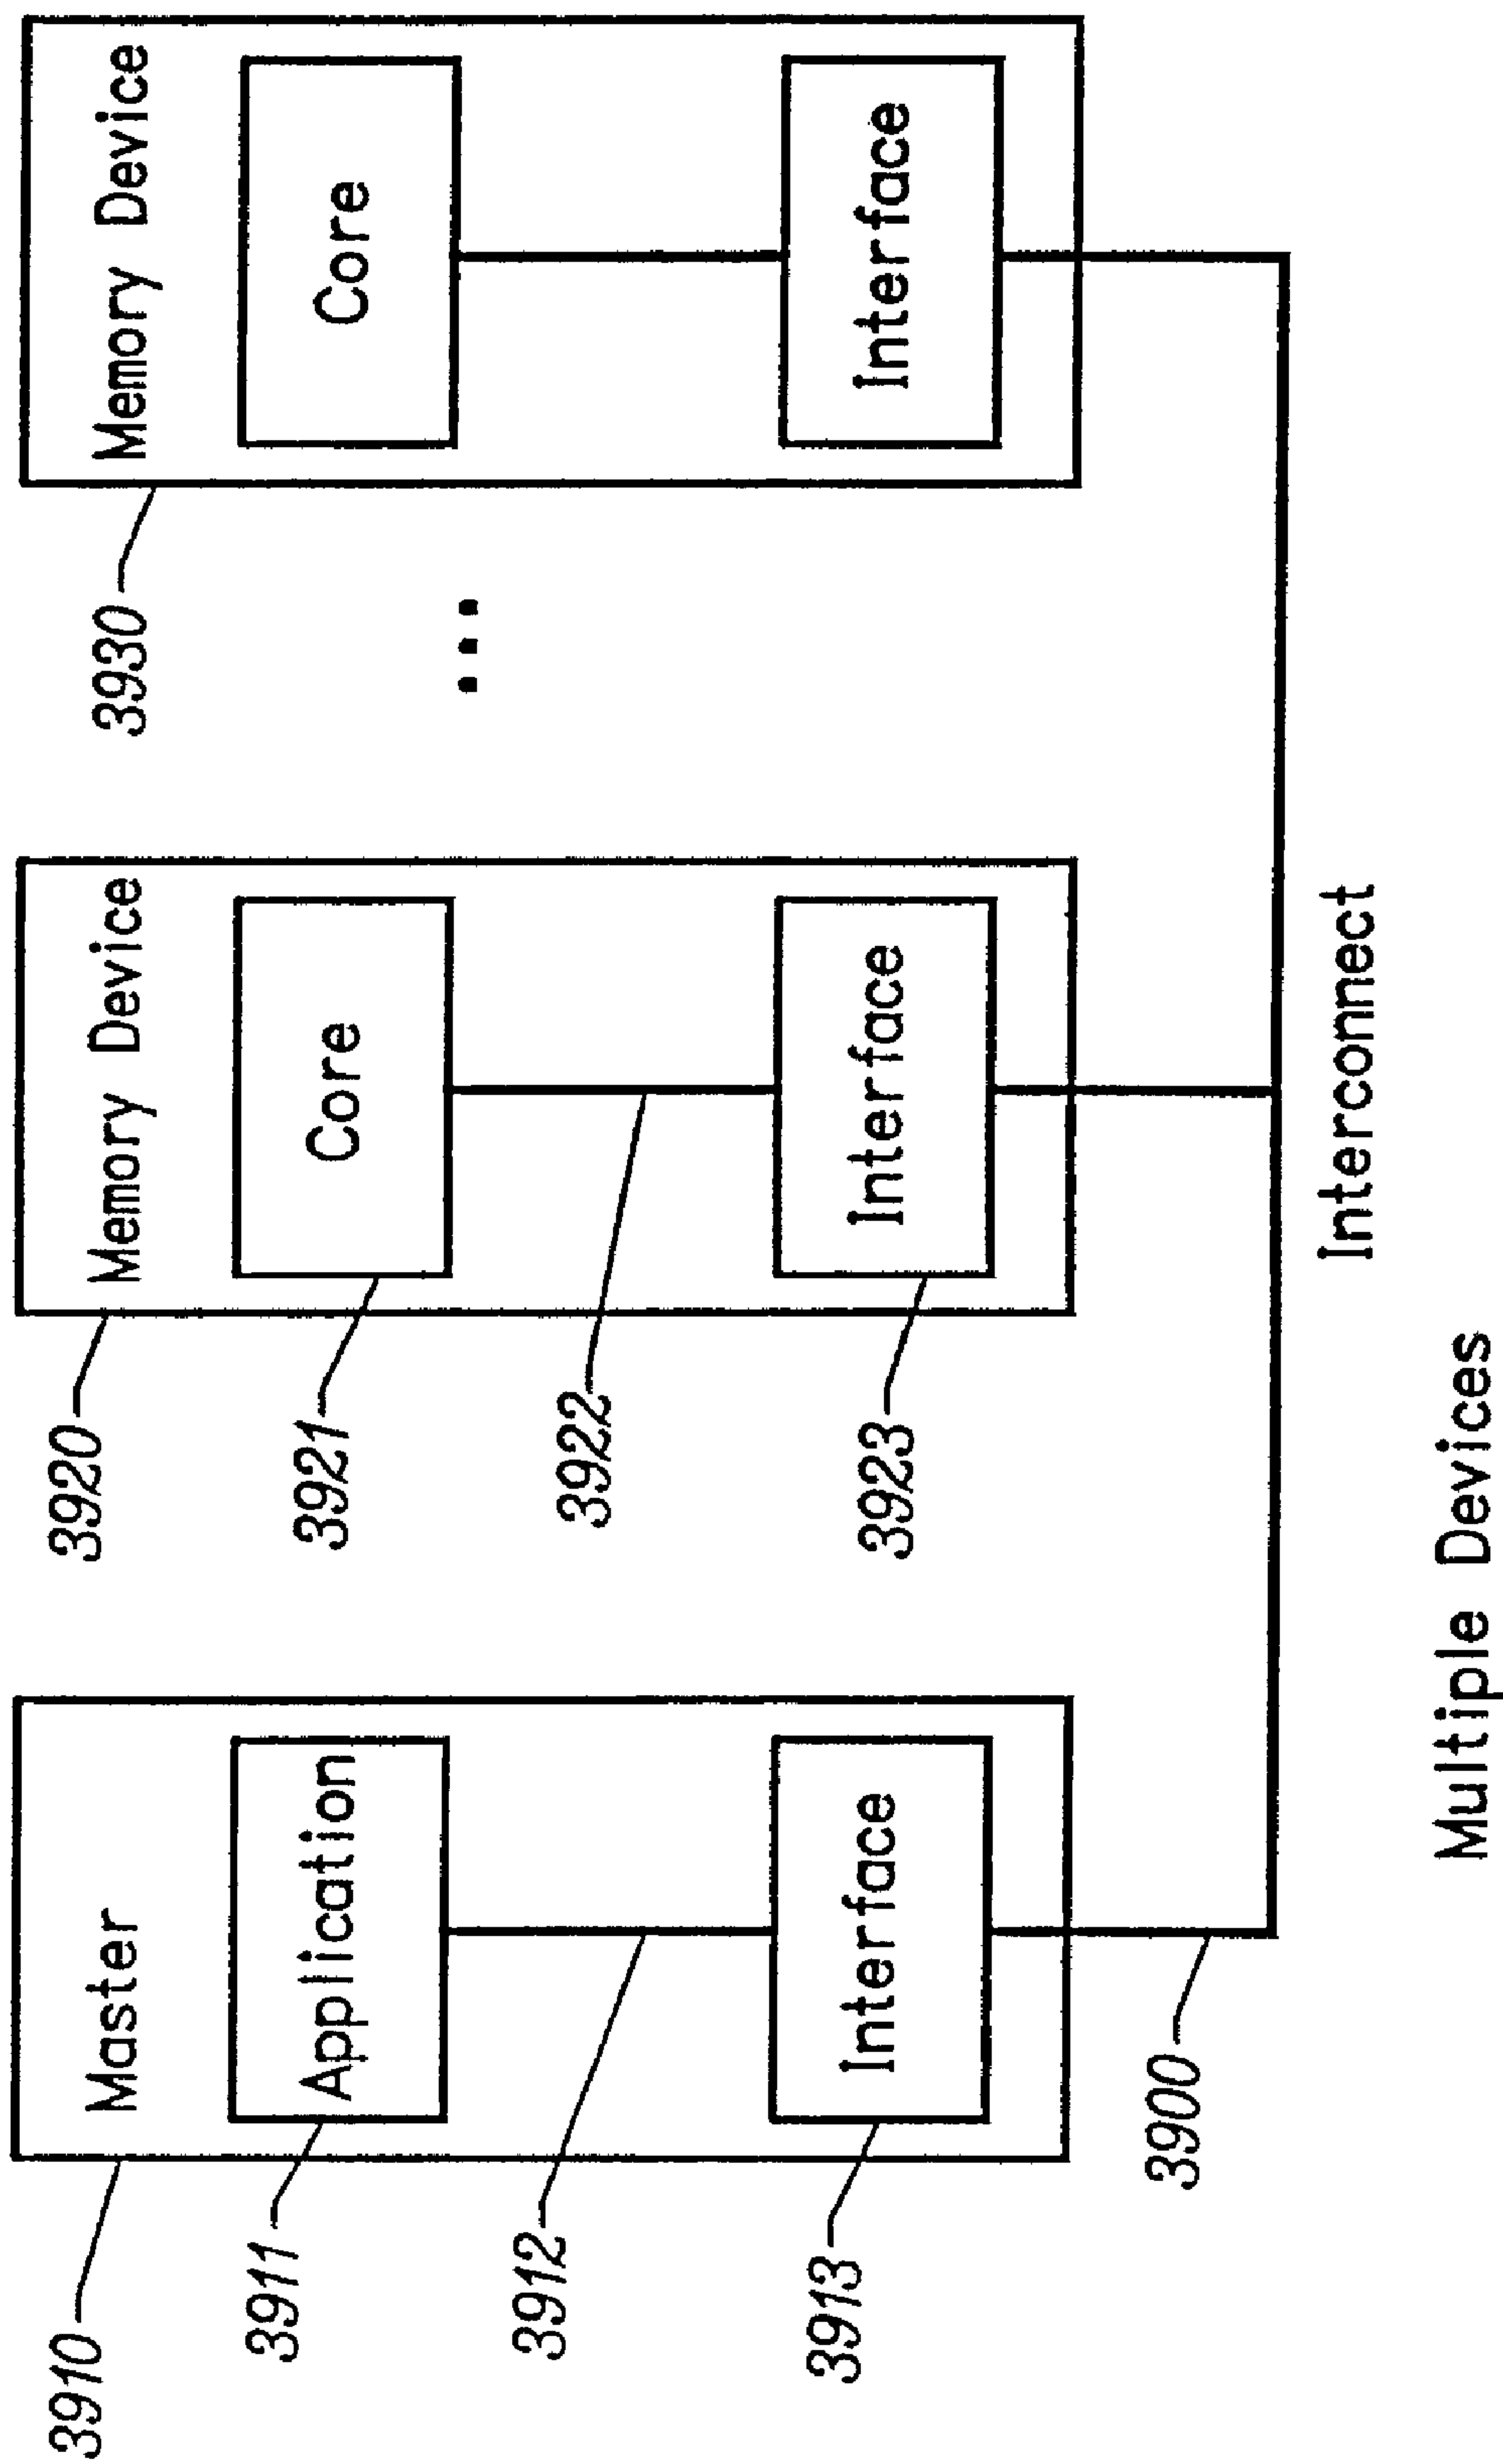 3910
Master
3911
Application
3912
3913
Interface
3900
3920
Memory Device
3921
Core
3922
3923
Interface
3930
Memory Device
Core
...
Interface
Interconnect
Multiple Devices